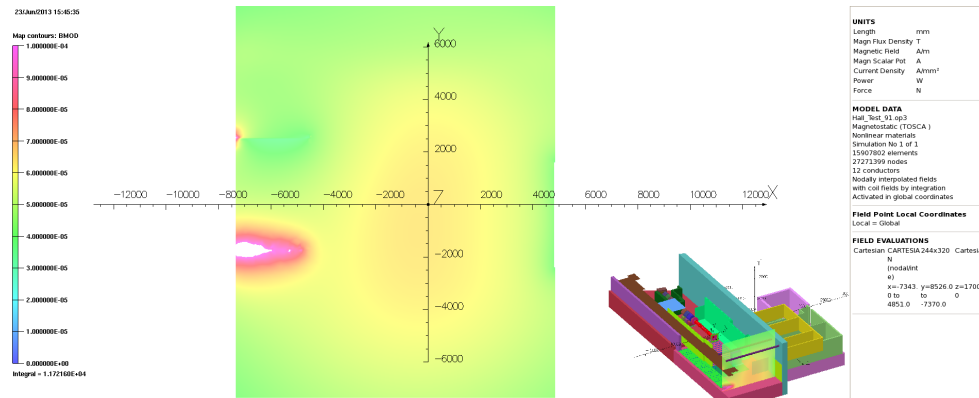 23/Jun/2013 15:45:35
Map contours: BMOD
1.000000E-04
9.000000E-05
8.000000E-05
7.000000E-05
6.000000E-05
5.000000E-05
4.000000E-05
3.000000E-05
2.000000E-05
1.000000E-05
0.000000E+00
Integral = 1.172160E+04
Y
6000
4000
2000
-2000
-4000
-6000
-12000
-10000
-8000
-6000
-4000
-2000
Z
2000
4000
6000
8000
10000
12000
X
UNITS
Length mm
Magn Flux Density T
Magnetic Field A/m
Magn Scalar Pot A
Current Density A/mm²
Power W
Force N
MODEL DATA
Hall_Test_91.op3
Magnetostatic (TOSCA )
Nonlinear materials
Simulation No 1 of 1
15907802 elements
27271399 nodes
12 conductors
Nodally interpolated fields
with coil fields by integration
Activated in global coordinates
Field Point Local Coordinates
Local = Global
FIELD EVALUATIONS
Cartesian CARTESIA 244x320 Cartesi
N
(nodal/int
e)
x=-7343. y=8526.0 z=1700
0 to to 0
4851.0 -7370.0